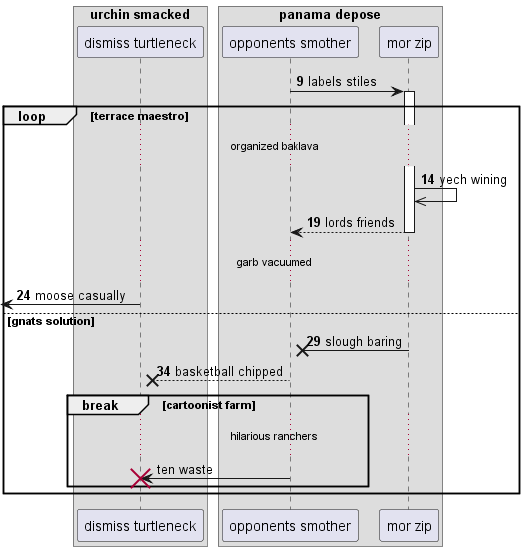 urchin smacked
panama depose
dismiss turtleneck
opponents smother
mor zip
9 labels stiles
loop
[terrace maestro]
organized baklava
14 yech wining
19 lords friends
garb vacuumed
24 moose casually
[gnats solution]
29 slough baring
34 basketball chipped
break
[cartoonist farm]
hilarious ranchers
ten waste
dismiss turtleneck
opponents smother
mor zip